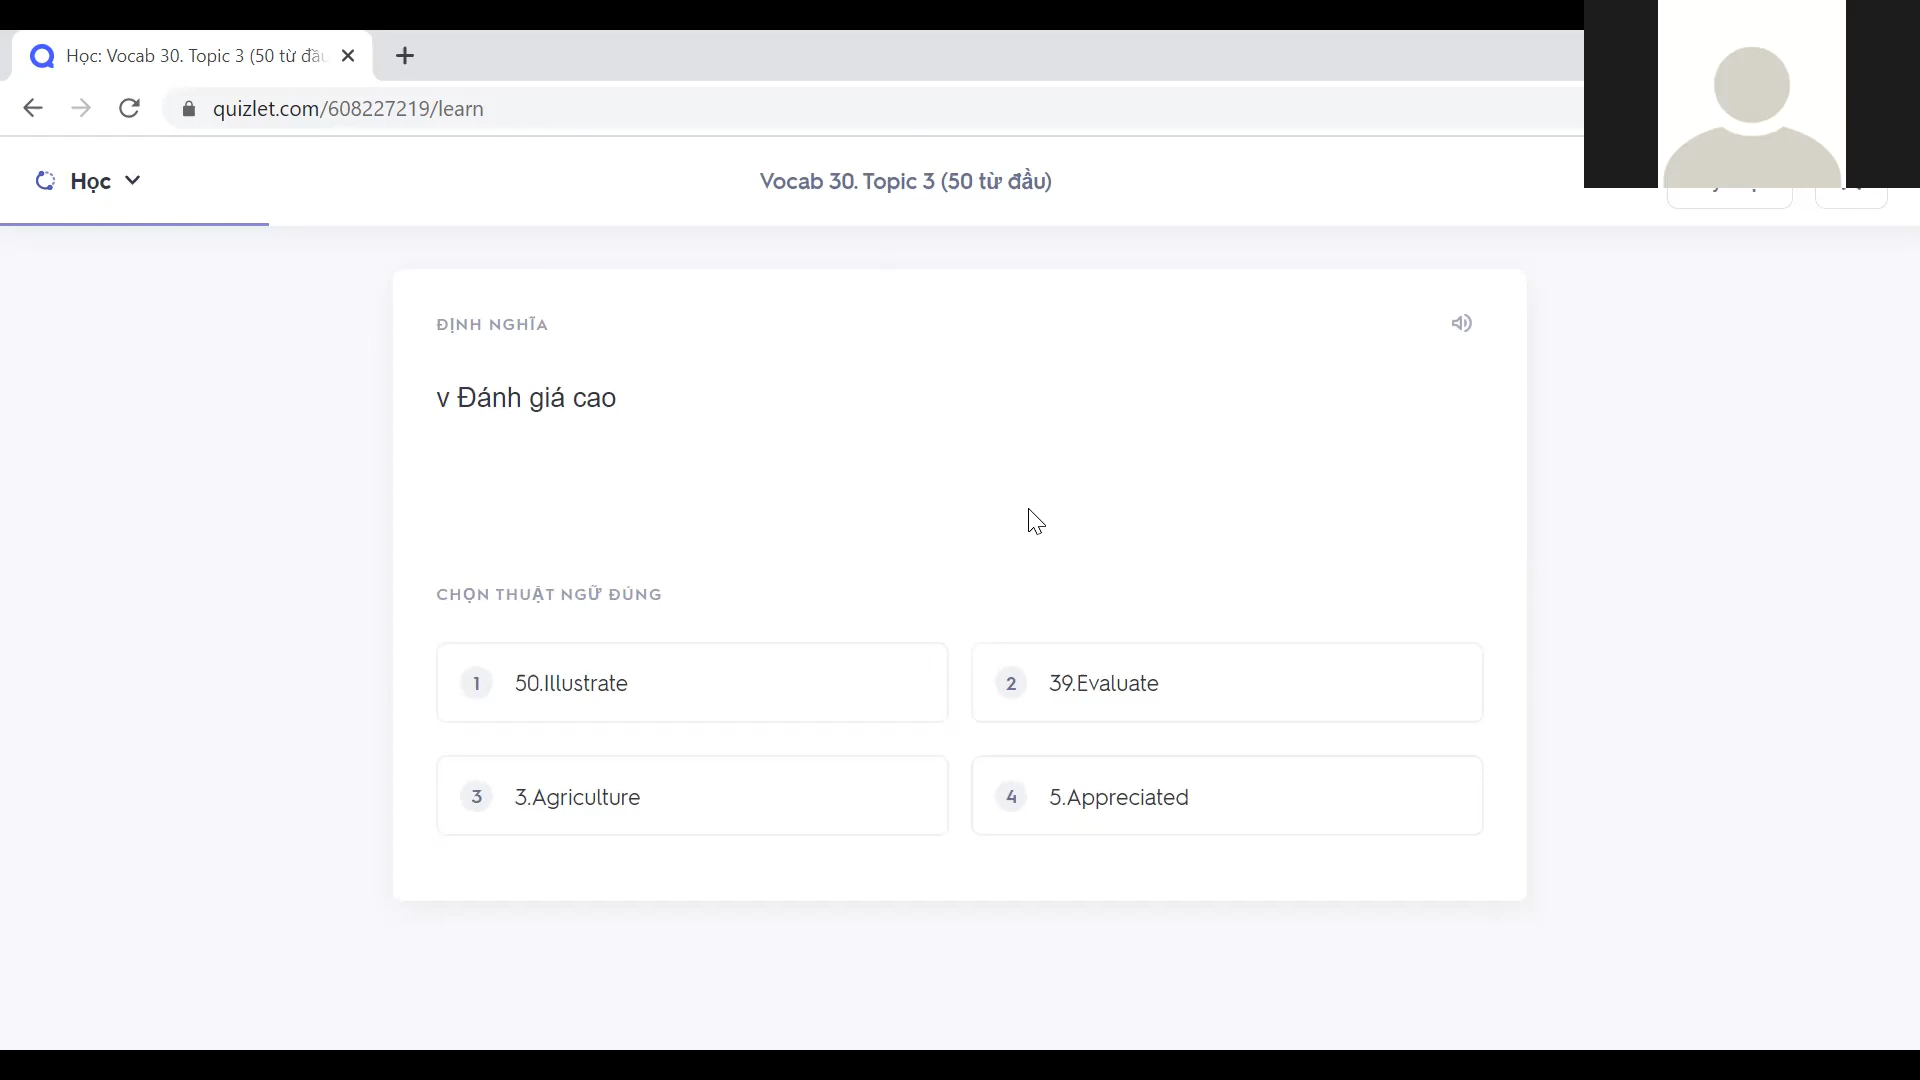 Học: Vocab 30. Topic 3 (50 từ đầu
quizlet.com/608227219/learn
Học
Vocab 30. Topic 3 (50 từ đầu)
ĐỊNH NGHĨA
v Đánh giá cao
CHỌN THUẬT NGỮ ĐÚNG
1 50.Illustrate
2 39.Evaluate
3 3.Agriculture
4 5.Appreciated